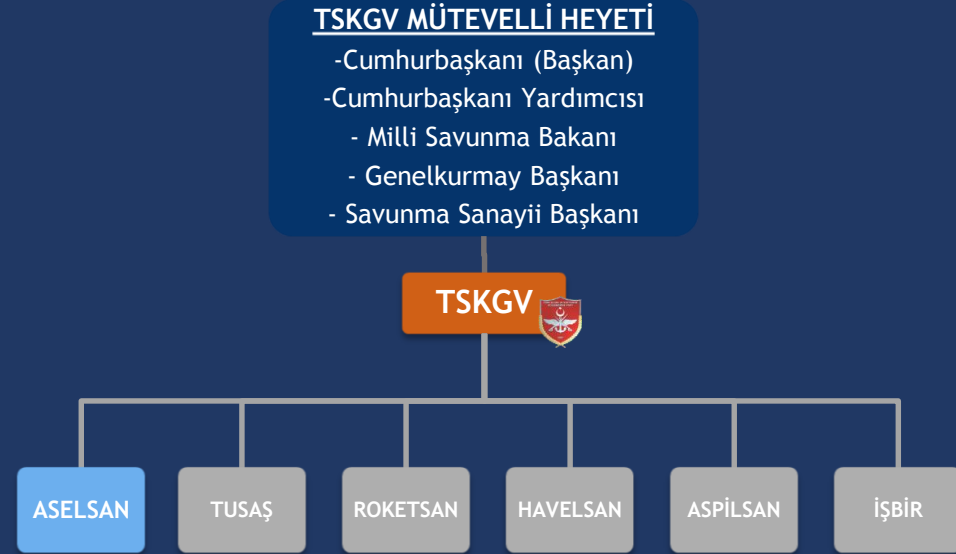 TSKGV MÜTEVELLİ HEYETİ
-Cumhurbaşkanı (Başkan)
-Cumhurbaşkanı Yardımcısı
- Milli Savunma Bakanı
- Genelkurmay Başkanı
- Savunma Sanayii Başkanı
TSKGV
ASELSAN
TUSAŞ
ROKETSAN
HAVELSAN
ASPİLSAN
İŞBİR